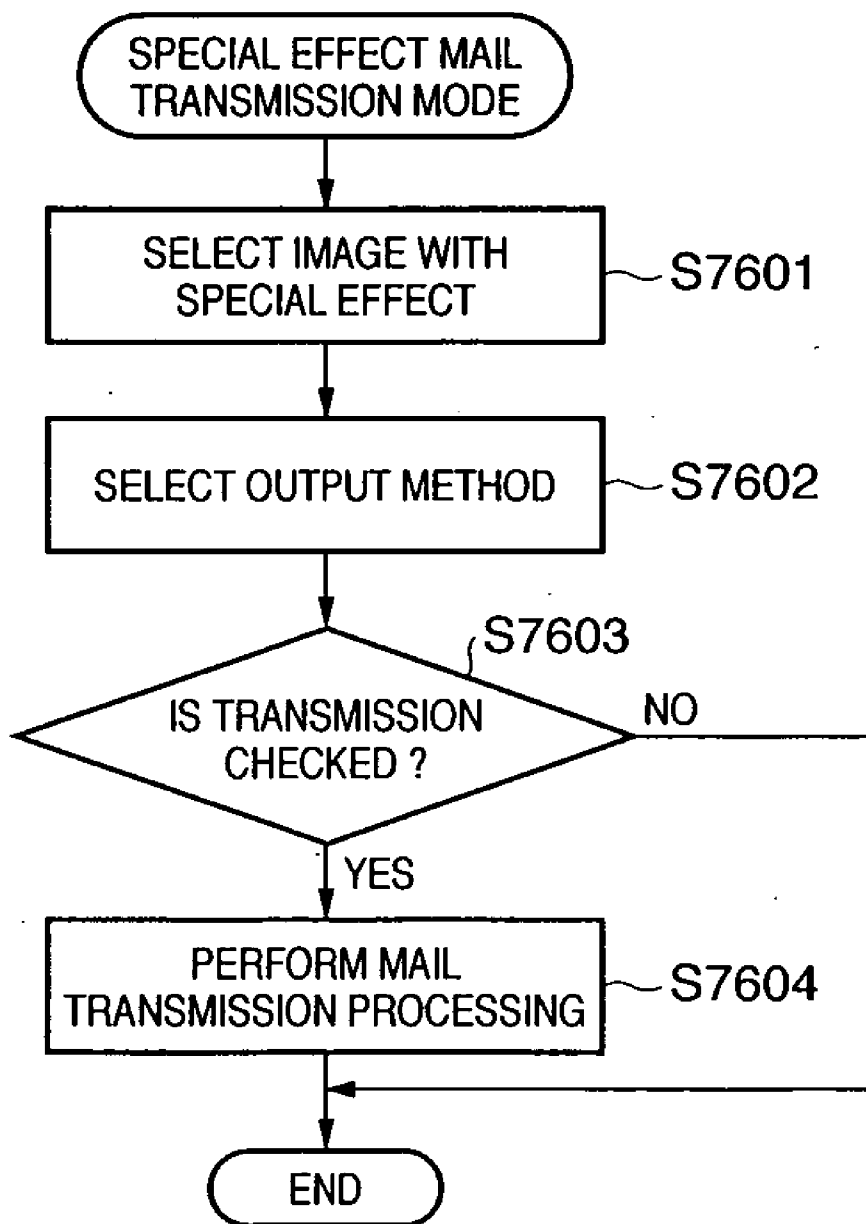 SPECIAL EFFECT MAIL
TRANSMISSION MODE
SELECT IMAGE WITH
SPECIAL EFFECT
S7601
SELECT OUTPUT METHOD
S7602
S7603
IS TRANSMISSION
CHECKED ?
NO
YES
PERFORM MAIL
TRANSMISSION PROCESSING
S7604
END